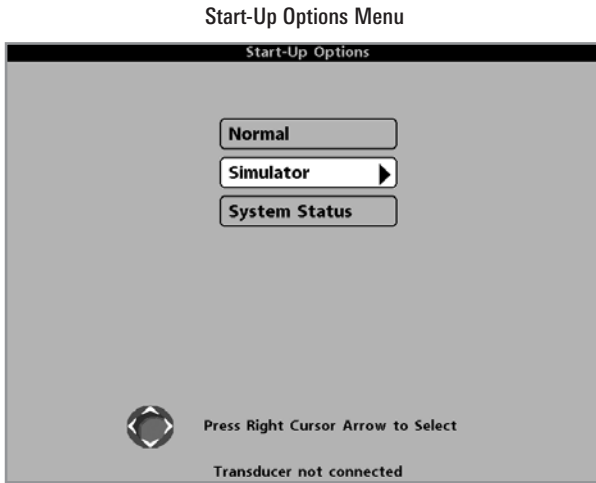 Start-Up Options Menu
Start-Up Options
Normal
Simulator
System Status
Press Right Cursor Arrow to Select
Transducer not connected